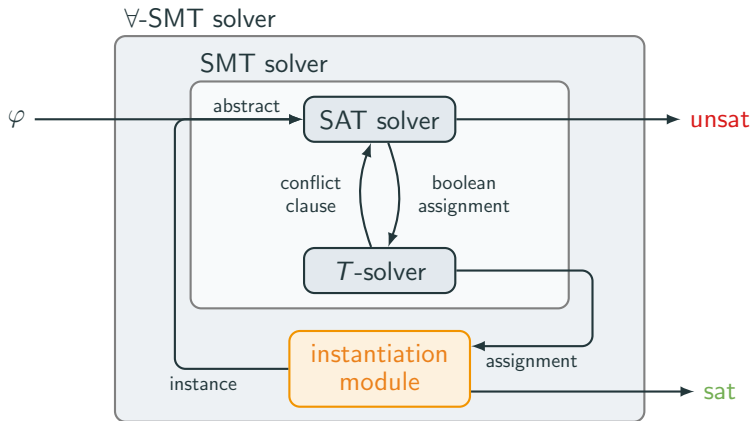 ∀-SMT solver
SMT solver
φ
abstract
SAT solver
unsat
conflict
clause
boolean
assignment
T-solver
instantiation
module
assignment
instance
sat